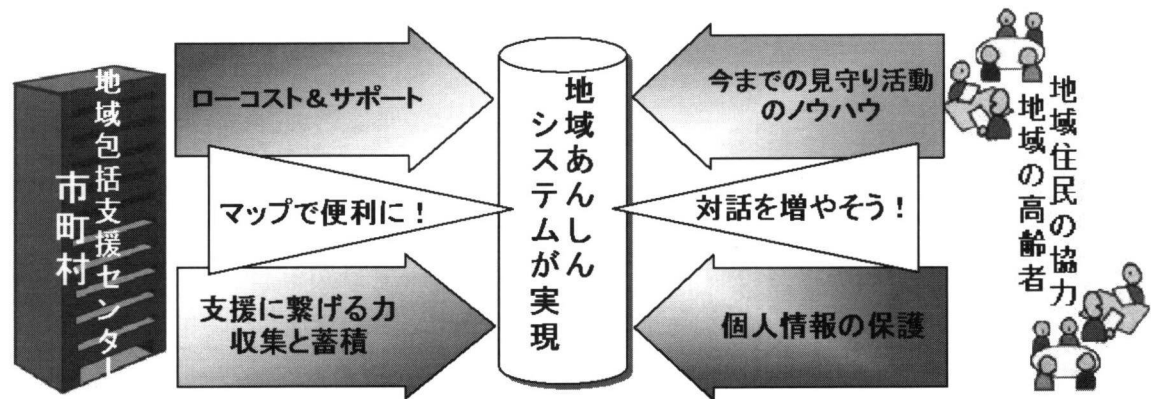 地域包括支援センター
市町村
ローコスト＆サポート
マップで便利に！
支援に繋げる力
収集と蓄積
地域あんしん
システムが実現
今までの見守り活動
のノウハウ
対話を増やそう！
個人情報の保護
地域住民の協力
地域の高齢者